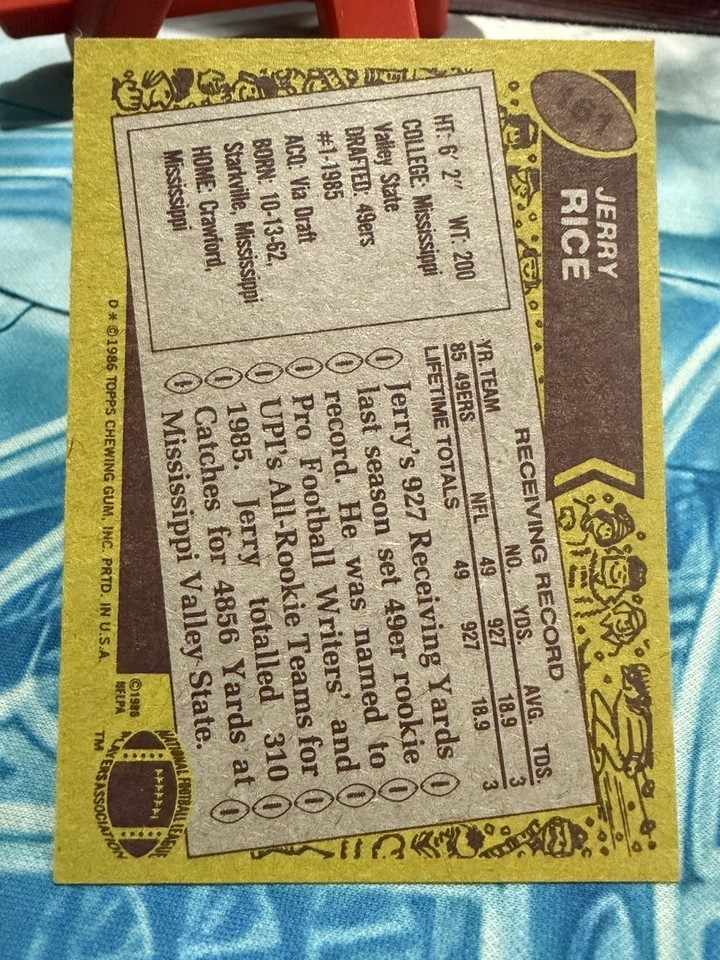 161
JERRY
RICE
HT: 6' 2" WT: 200
COLLEGE: Mississippi
Valley State
DRAFTED: 49ers
#1-1985
ACQ: Via Draft
BORN: 10-13-62,
Starkville, Mississippi
HOME: Crawford,
Mississippi
RECEIVING RECORD
YR. TEAM NO. YDS. AVG. TDS.
85 49ERS NFL 49 927 18.9 3
LIFETIME TOTALS 49 927 18.9 3
Jerry's 927 Receiving Yards
last season set 49er rookie
record. He was named to
Pro Football Writers' and
UPI's All-Rookie Teams for
1985. Jerry totalled 310
Catches for 4856 Yards at
Mississippi Valley State.
D * ©1986 TOPPS CHEWING GUM, INC. PRTD. IN U.S.A.
©1986
NFLPA
NATIONAL FOOTBALL LEAGUE
PLAYERS ASSOCIATION
TM